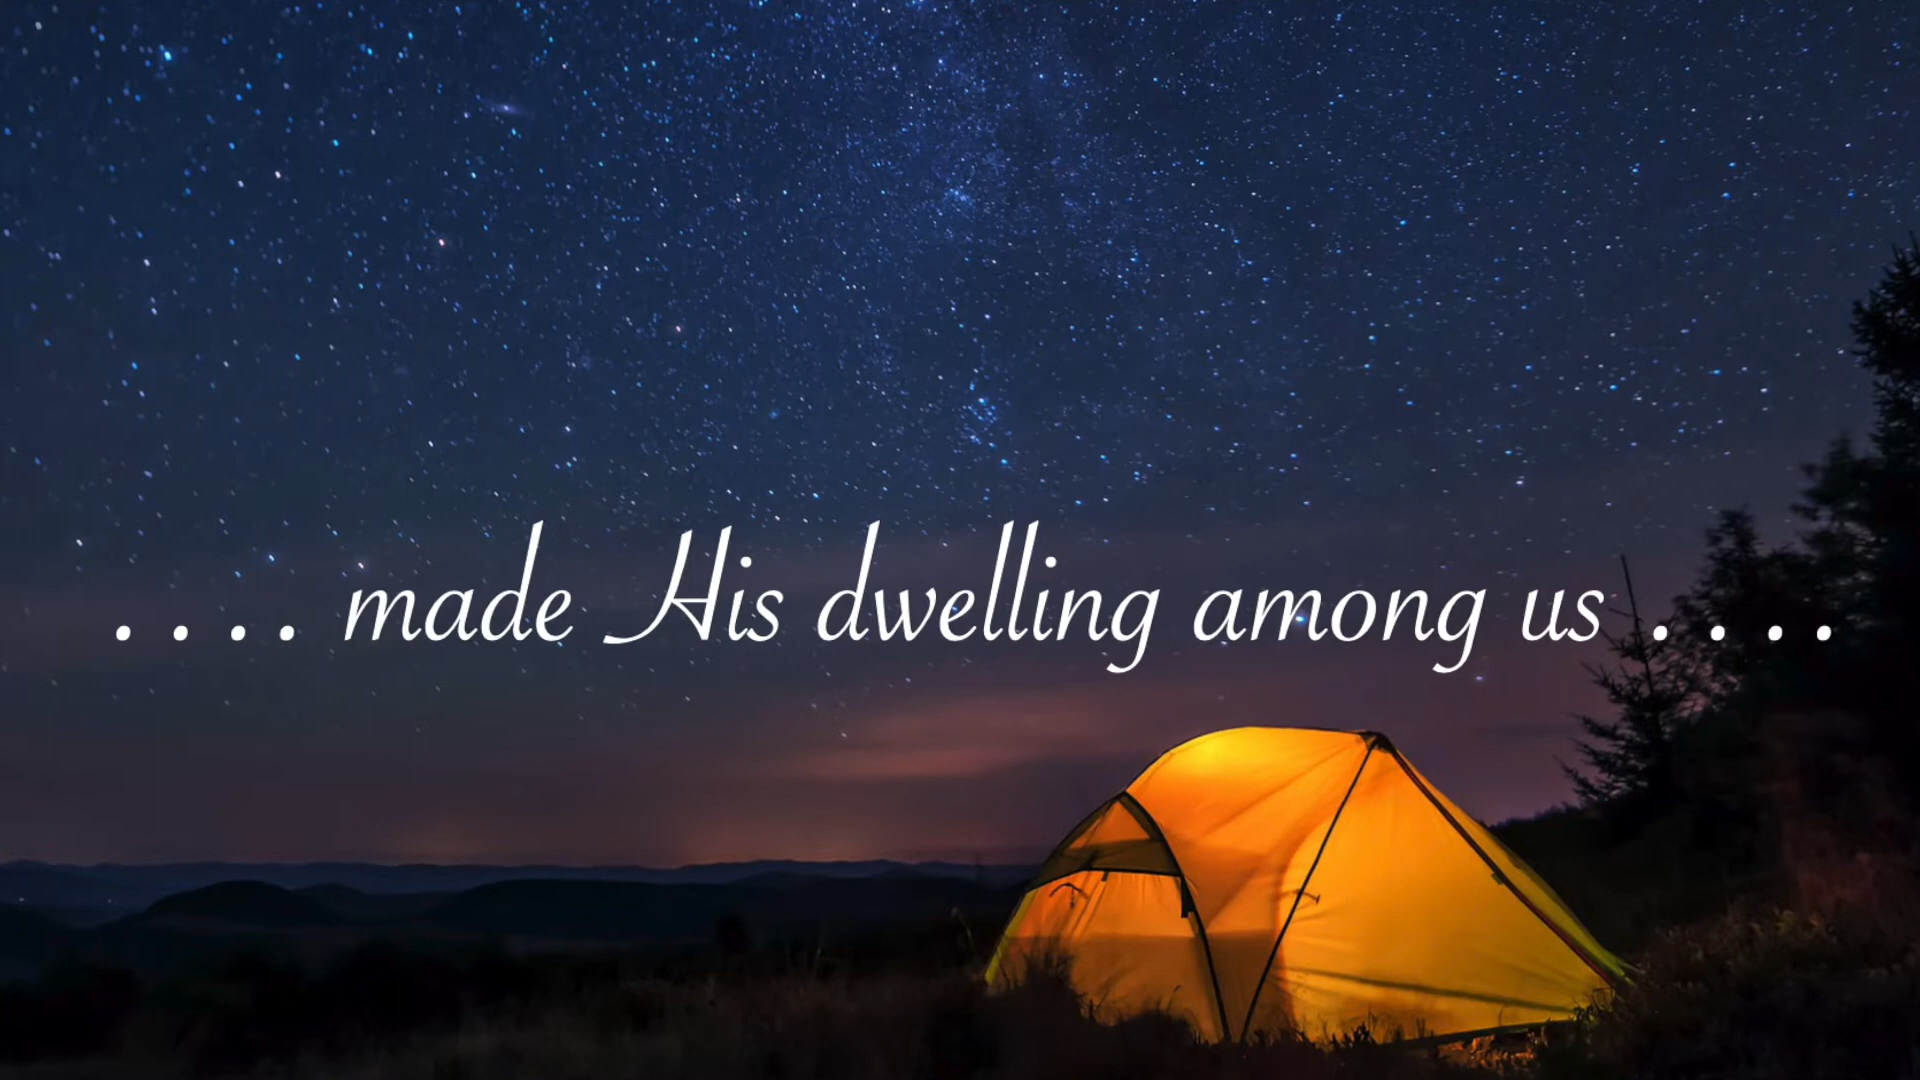 . . . . made His dwelling among us . . . .